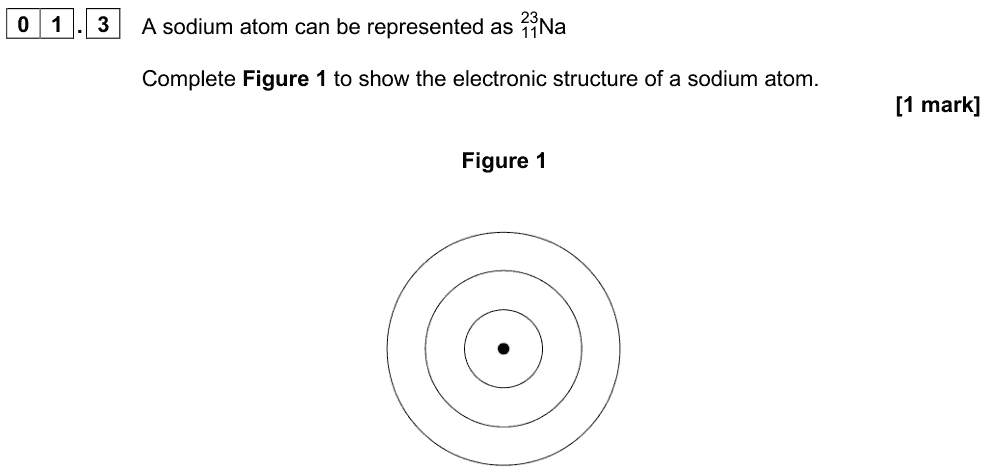 0 1 . 3 A sodium atom can be represented as ²³₁₁Na
Complete Figure 1 to show the electronic structure of a sodium atom.
[1 mark]
Figure 1